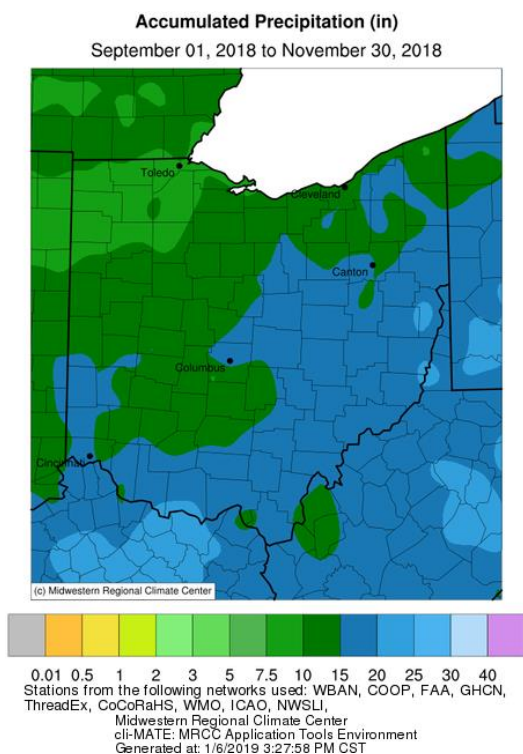 Accumulated Precipitation (in)
September 01, 2018 to November 30, 2018
Toledo
Cleveland
Canton
Columbus
Cincinnati
(c) Midwestern Regional Climate Center
0.01 0.5 1 2 3 5 7.5 10 15 20 25 30 40
Stations from the following networks used: WBAN, COOP, FAA, GHCN,
ThreadEx, CoCoRaHS, WMO, ICAO, NWSLI,
Midwestern Regional Climate Center
cli-MATE: MRCC Application Tools Environment
Generated at: 1/6/2019 3:27:58 PM CST